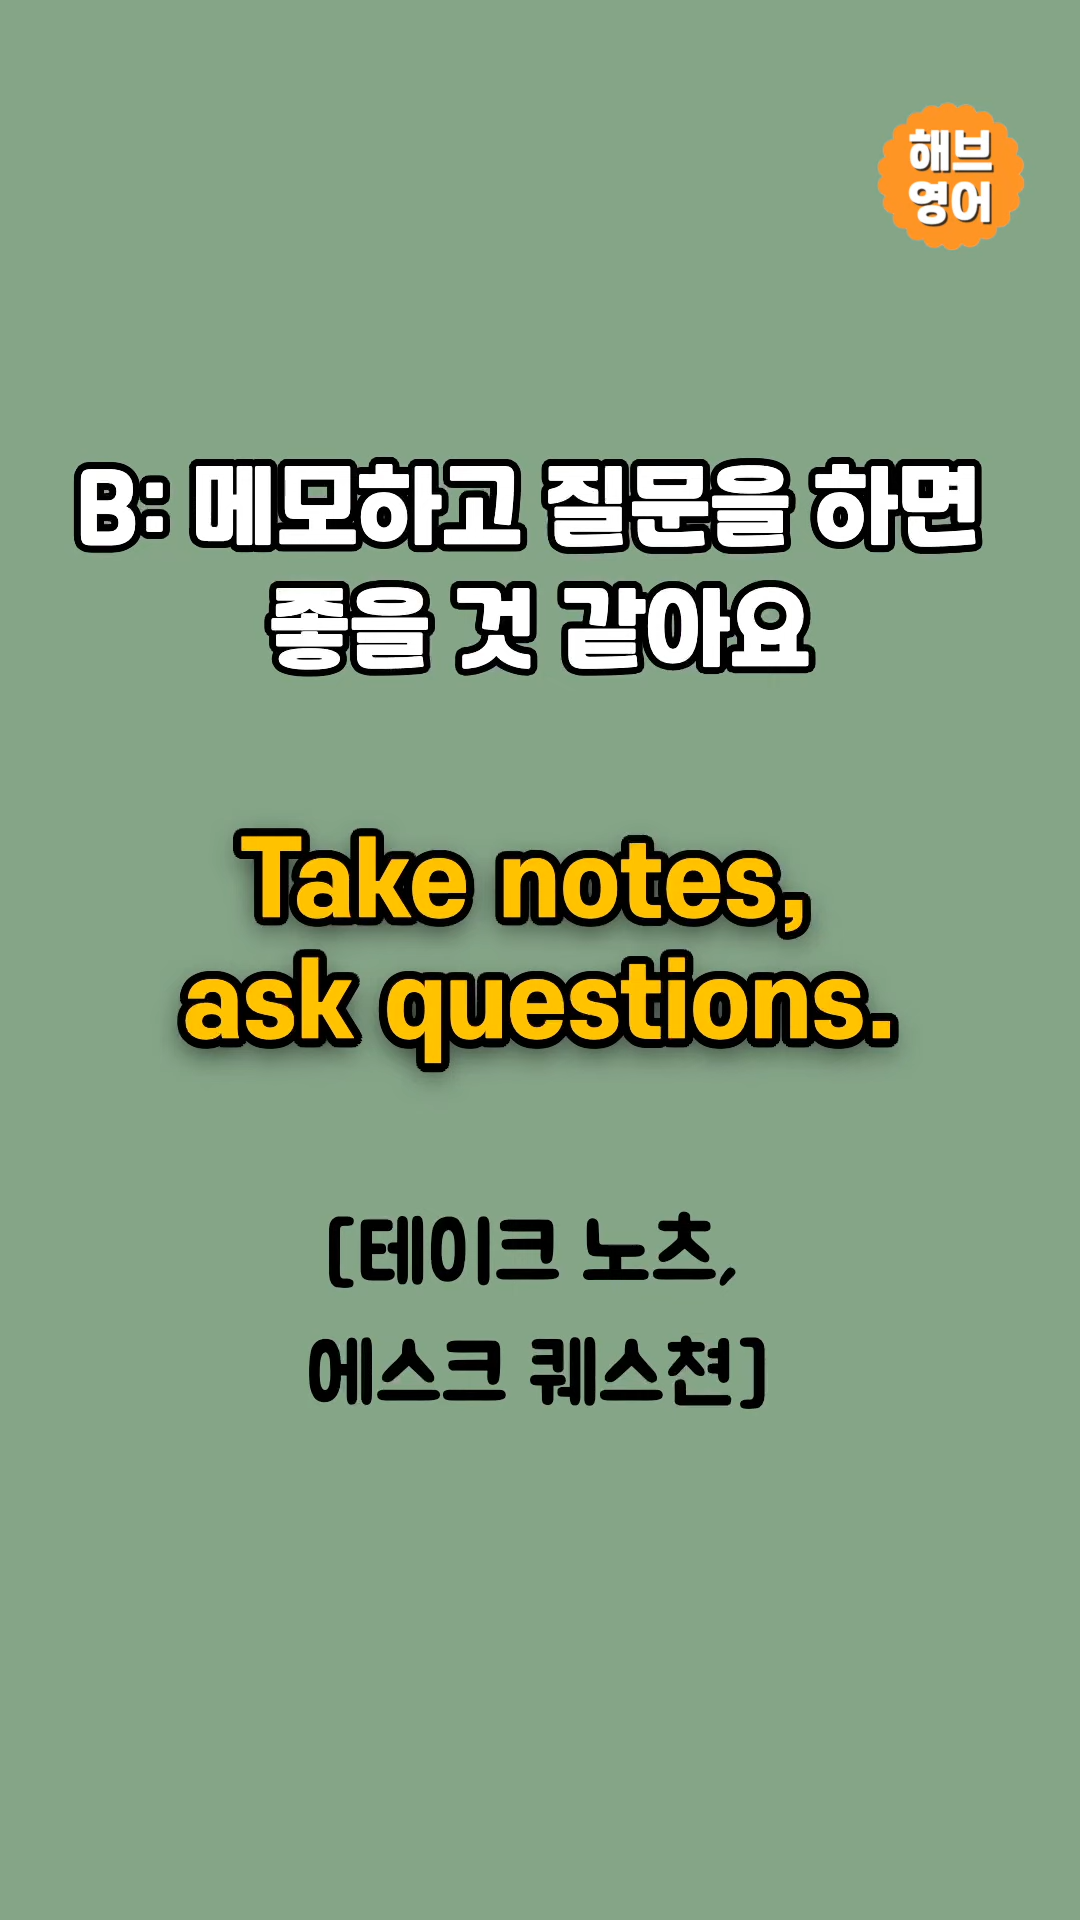 해브
영어
B: 메모하고 질문을 하면
좋을 것 같아요
Take notes,
ask questions.
[테이크 노츠,
에스크 퀘스쳔]